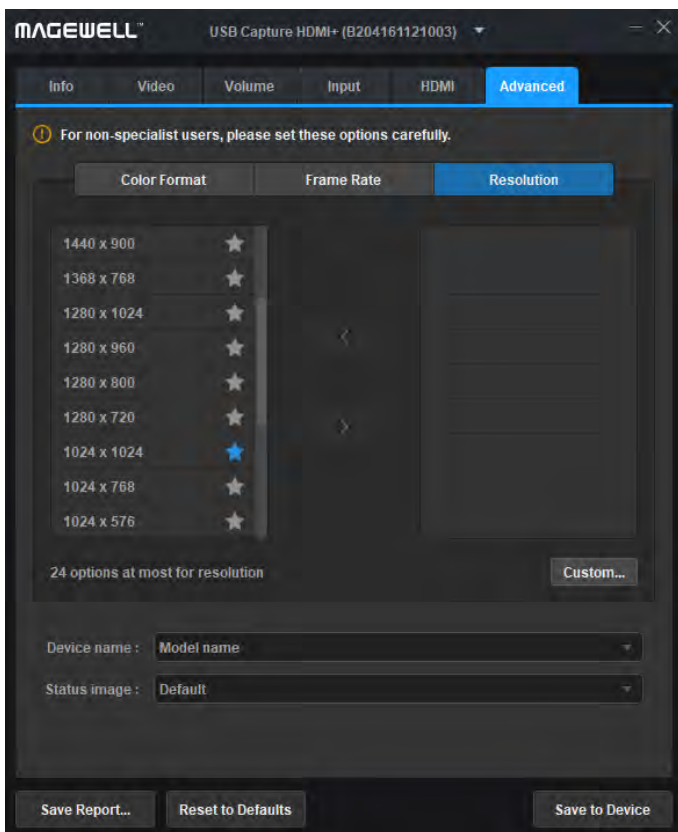 MAGEWELL™ USB Capture HDMI+ (B204161121003)
Info Video Volume Input HDMI Advanced
For non-specialist users, please set these options carefully.
Color Format Frame Rate Resolution
1440 x 900
1368 x 768
1280 x 1024
1280 x 960
1280 x 800
1280 x 720
1024 x 1024
1024 x 768
1024 x 576
24 options at most for resolution Custom...
Device name : Model name
Status image : Default
Save Report... Reset to Defaults Save to Device